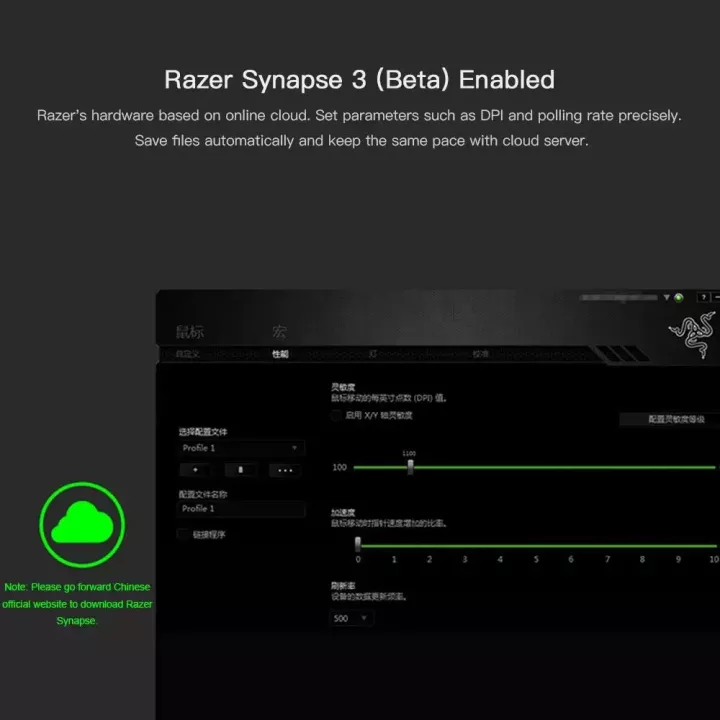 Razer Synapse 3 (Beta) Enabled
Razer's hardware based on online cloud. Set parameters such as DPI and polling rate precisely.
Save files automatically and keep the same pace with cloud server.
?
鼠标 宏
自定义 性能 灯 校准
灵敏度
鼠标移动的每英寸点数 (DPI) 值。
启用 X/Y 轴灵敏度
配置灵敏度等级
选择配置文件
Profile 1
1100
100
配置文件名称
Profile 1
链接程序
加速度
鼠标移动时指针速度增加的比率。
0 1 2 3 4 5 6 7 8 9 10
刷新率
设备的数据更新频率。
500
Note: Please go forward Chinese
official website to download Razer
Synapse.